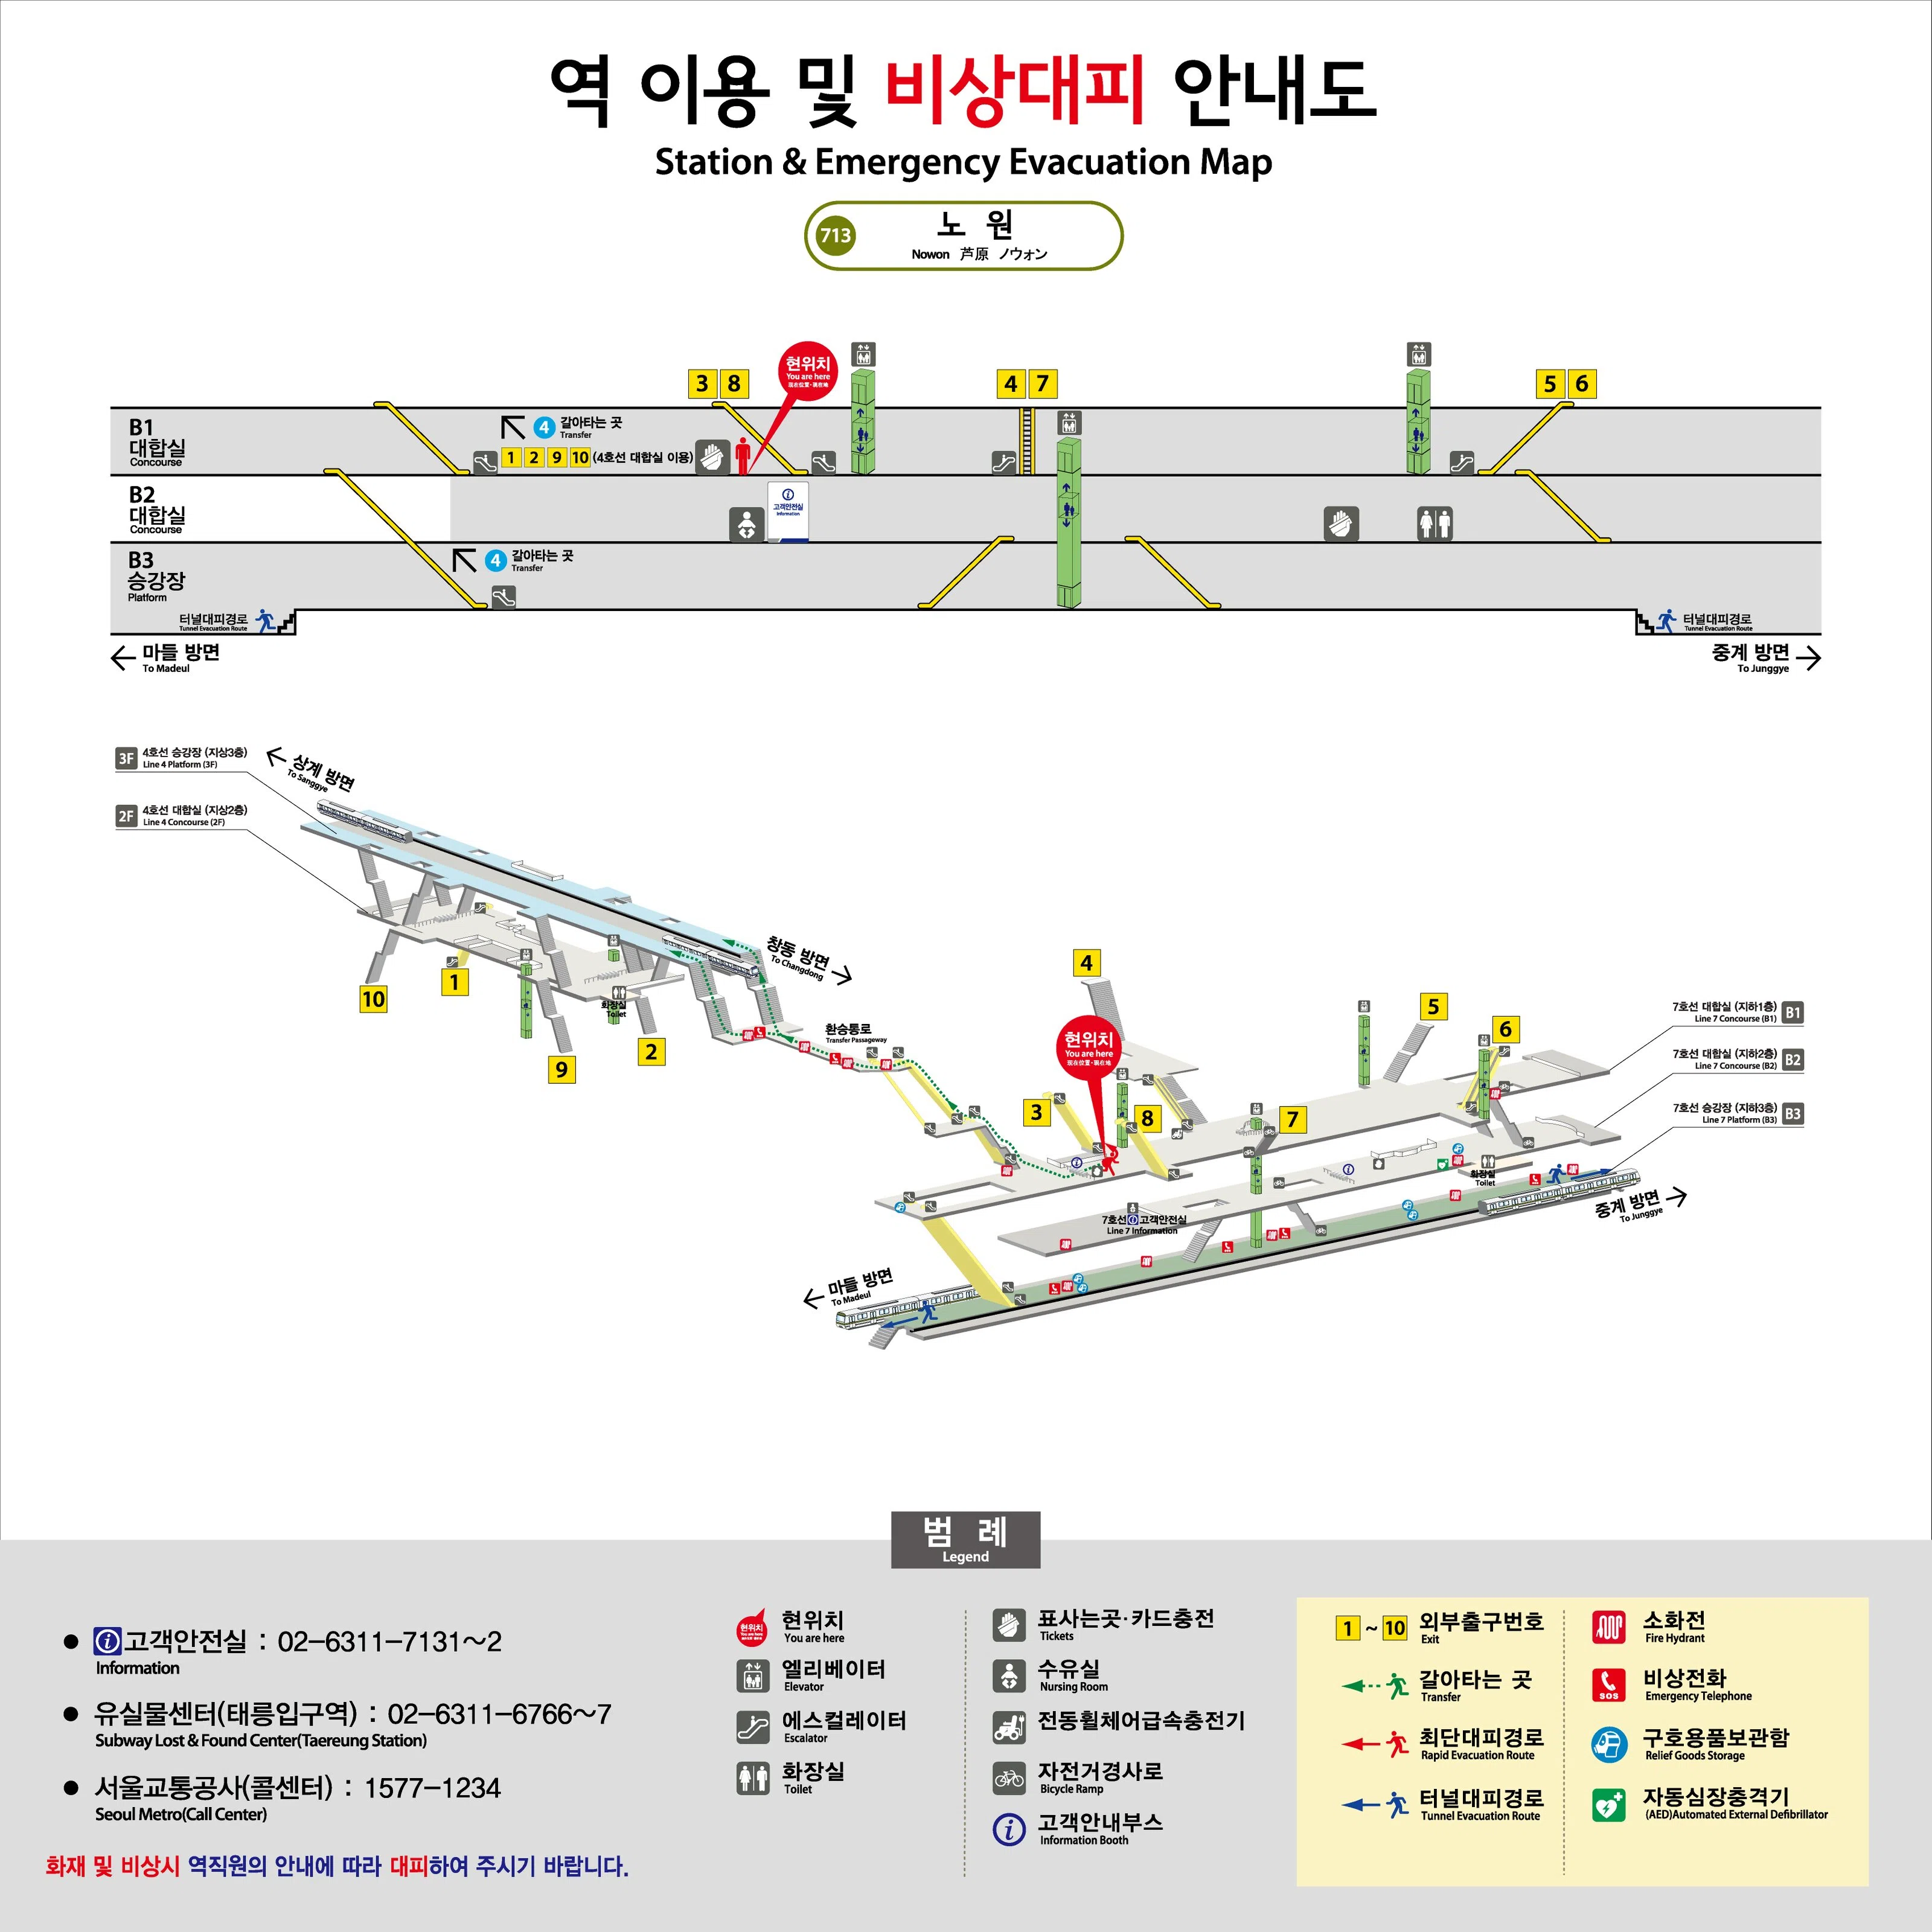 역 이용 및 비상대피 안내도
Station & Emergency Evacuation Map
713
노 원
Nowon 芦原 ノウォン
3 8
현위치
You are here
4 7
5 6
B1
대합실
Concourse
4 갈아타는 곳
Transfer
1 2 9 10 (4호선 대합실 이용)
B2
대합실
Concourse
고객안전실
Information
B3
승강장
Platform
4 갈아타는 곳
Transfer
터널대피경로
Tunnel Evacuation Route
터널대피경로
Tunnel Evacuation Route
← 마들 방면
To Madeul
중계 방면 →
To Junggye
3F 4호선 승강장 (지상3층)
Line 4 Platform (3F)
2F 4호선 대합실 (지상2층)
Line 4 Concourse (2F)
← 상계 방면
To Sanggye
창동 방면 →
To Changdong
10
1
화장실
Toilet
9
2
환승통로
Transfer Passageway
4
현위치
You are here
3
8
7
5
6
7호선 대합실 (지하1층) B1
Line 7 Concourse (B1)
7호선 대합실 (지하2층) B2
Line 7 Concourse (B2)
7호선 승강장 (지하3층) B3
Line 7 Platform (B3)
화장실
Toilet
7호선 고객안전실
Line 7 Information
중계 방면 →
To Junggye
← 마들 방면
To Madeul
범 례
Legend
● 고객안전실 : 02-6311-7131~2
Information
● 유실물센터(태릉입구역) : 02-6311-6766~7
Subway Lost & Found Center(Taereung Station)
● 서울교통공사(콜센터) : 1577-1234
Seoul Metro(Call Center)
화재 및 비상시 역직원의 안내에 따라 대피하여 주시기 바랍니다.
현위치
You are here
현위치
You are here
엘리베이터
Elevator
에스컬레이터
Escalator
화장실
Toilet
표사는곳·카드충전
Tickets
수유실
Nursing Room
전동휠체어급속충전기
자전거경사로
Bicycle Ramp
고객안내부스
Information Booth
1 ~ 10 외부출구번호
Exit
갈아타는 곳
Transfer
최단대피경로
Rapid Evacuation Route
터널대피경로
Tunnel Evacuation Route
소화전
Fire Hydrant
SOS
비상전화
Emergency Telephone
구호용품보관함
Relief Goods Storage
자동심장충격기
(AED)Automated External Defibrillator